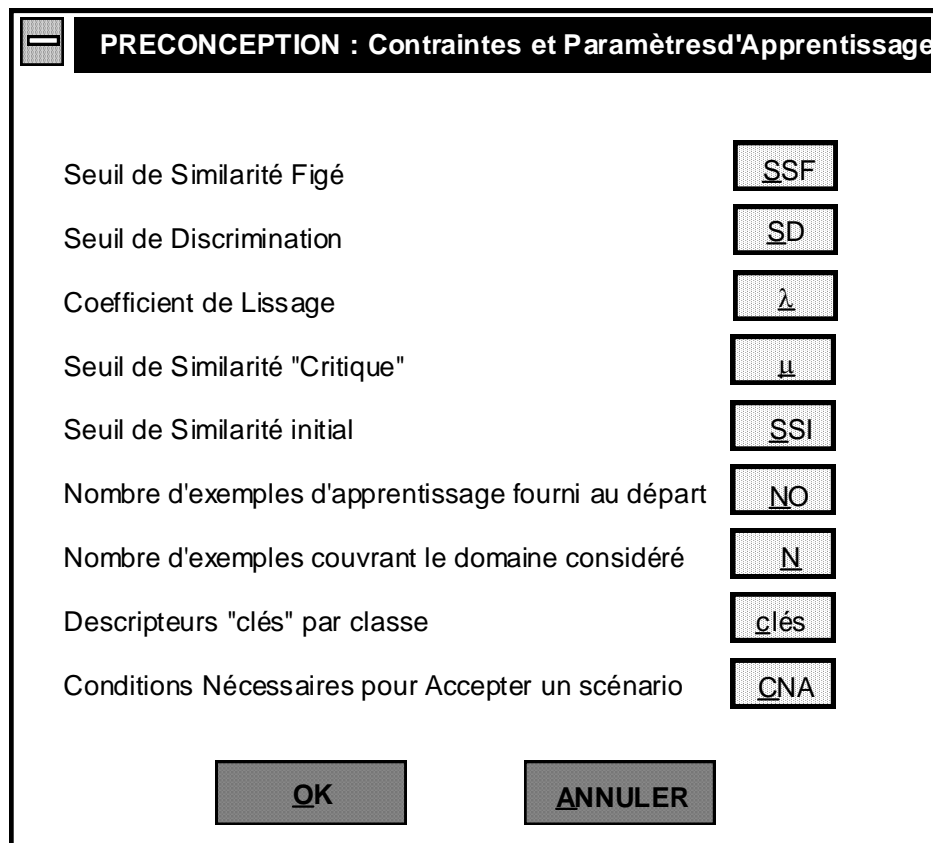 PRECONCEPTION : Contraintes et Paramètresd'Apprentissage
Seuil de Similarité Figé SSF
Seuil de Discrimination SD
Coefficient de Lissage λ
Seuil de Similarité "Critique" μ
Seuil de Similarité initial SSI
Nombre d'exemples d'apprentissage fourni au départ NO
Nombre d'exemples couvrant le domaine considéré N
Descripteurs "clés" par classe clés
Conditions Nécessaires pour Accepter un scénario CNA
OK ANNULER